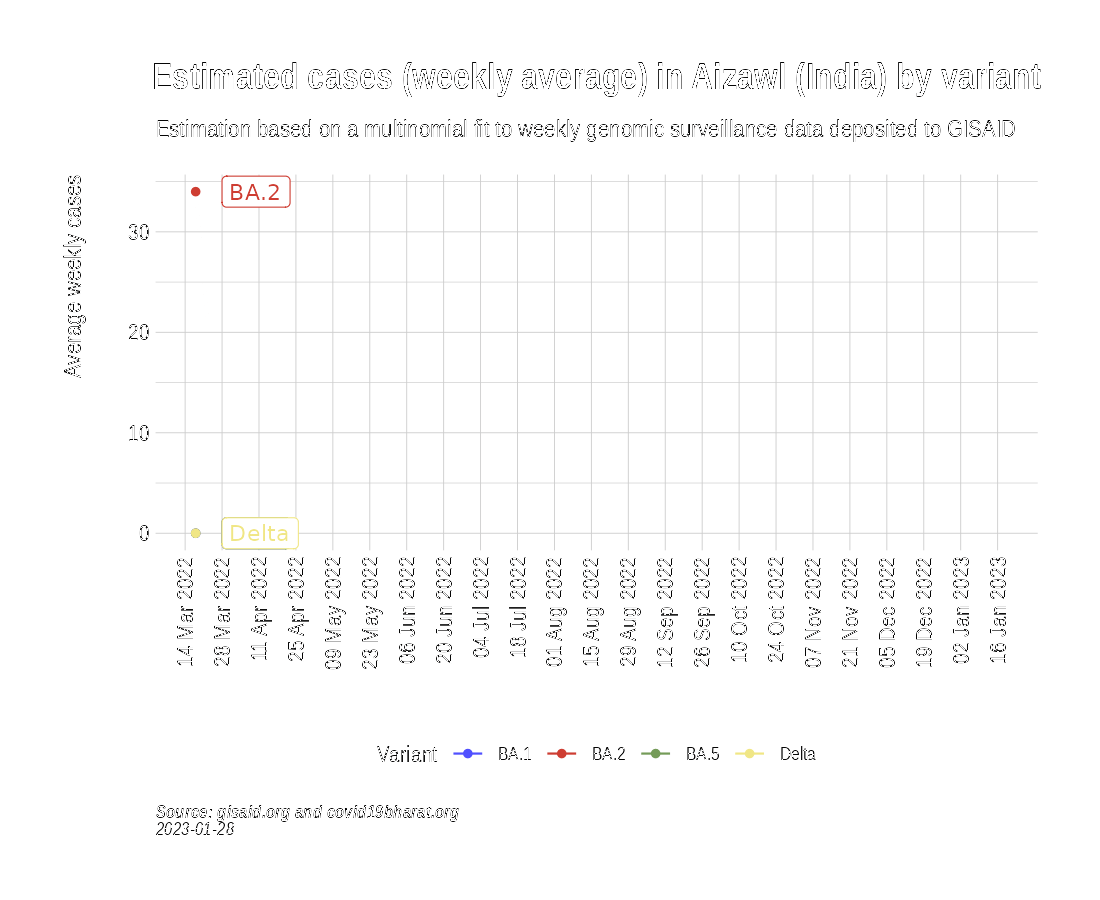 Estimated cases (weekly average) in Aizawl (India) by variant
Estimation based on a multinomial fit to weekly genomic surveillance data deposited to GISAID
Average weekly cases
30
20
10
0
BA.2
Delta
14 Mar 2022
28 Mar 2022
11 Apr 2022
25 Apr 2022
09 May 2022
23 May 2022
06 Jun 2022
20 Jun 2022
04 Jul 2022
18 Jul 2022
01 Aug 2022
15 Aug 2022
29 Aug 2022
12 Sep 2022
26 Sep 2022
10 Oct 2022
24 Oct 2022
07 Nov 2022
21 Nov 2022
05 Dec 2022
19 Dec 2022
02 Jan 2023
16 Jan 2023
Variant BA.1 BA.2 BA.5 Delta
Source: gisaid.org and covid19bharat.org
2023-01-28